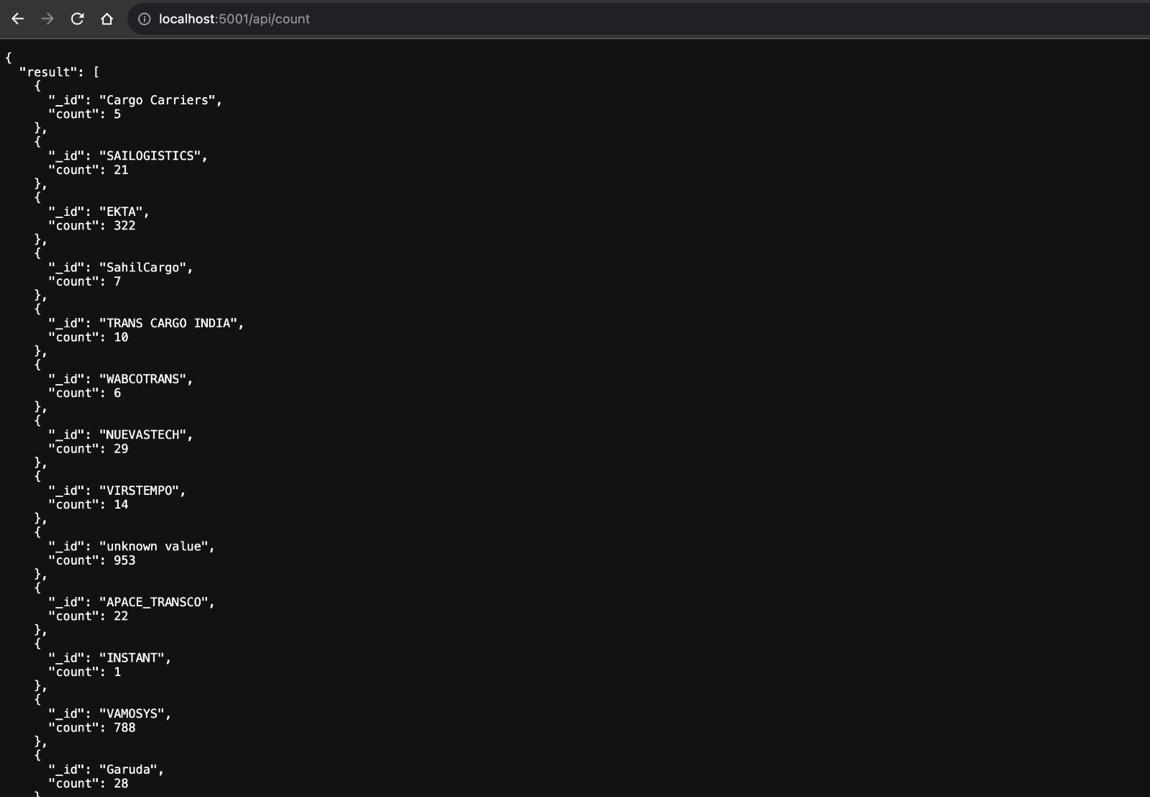 localhost:5001/api/count
{
"result": [
{
"_id": "Cargo Carriers",
"count": 5
},
{
"_id": "SAILOGISTICS",
"count": 21
},
{
"_id": "EKTA",
"count": 322
},
{
"_id": "SahilCargo",
"count": 7
},
{
"_id": "TRANS CARGO INDIA",
"count": 10
},
{
"_id": "WABCOTRANS",
"count": 6
},
{
"_id": "NUEVASTECH",
"count": 29
},
{
"_id": "VIRSTEMPO",
"count": 14
},
{
"_id": "unknown value",
"count": 953
},
{
"_id": "APACE_TRANSCO",
"count": 22
},
{
"_id": "INSTANT",
"count": 1
},
{
"_id": "VAMOSYS",
"count": 788
},
{
"_id": "Garuda",
"count": 28
}